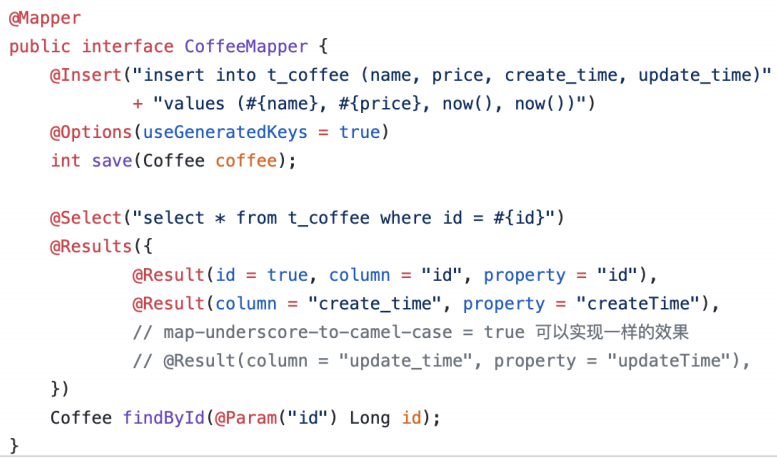 @Mapper
public interface CoffeeMapper {
    @Insert("insert into t_coffee (name, price, create_time, update_time)"
            + "values (#{name}, #{price}, now(), now())")
    @Options(useGeneratedKeys = true)
    int save(Coffee coffee);

    @Select("select * from t_coffee where id = #{id}")
    @Results({
            @Result(id = true, column = "id", property = "id"),
            @Result(column = "create_time", property = "createTime"),
            // map-underscore-to-camel-case = true 可以实现一样的效果
            // @Result(column = "update_time", property = "updateTime"),
    })
    Coffee findById(@Param("id") Long id);
}